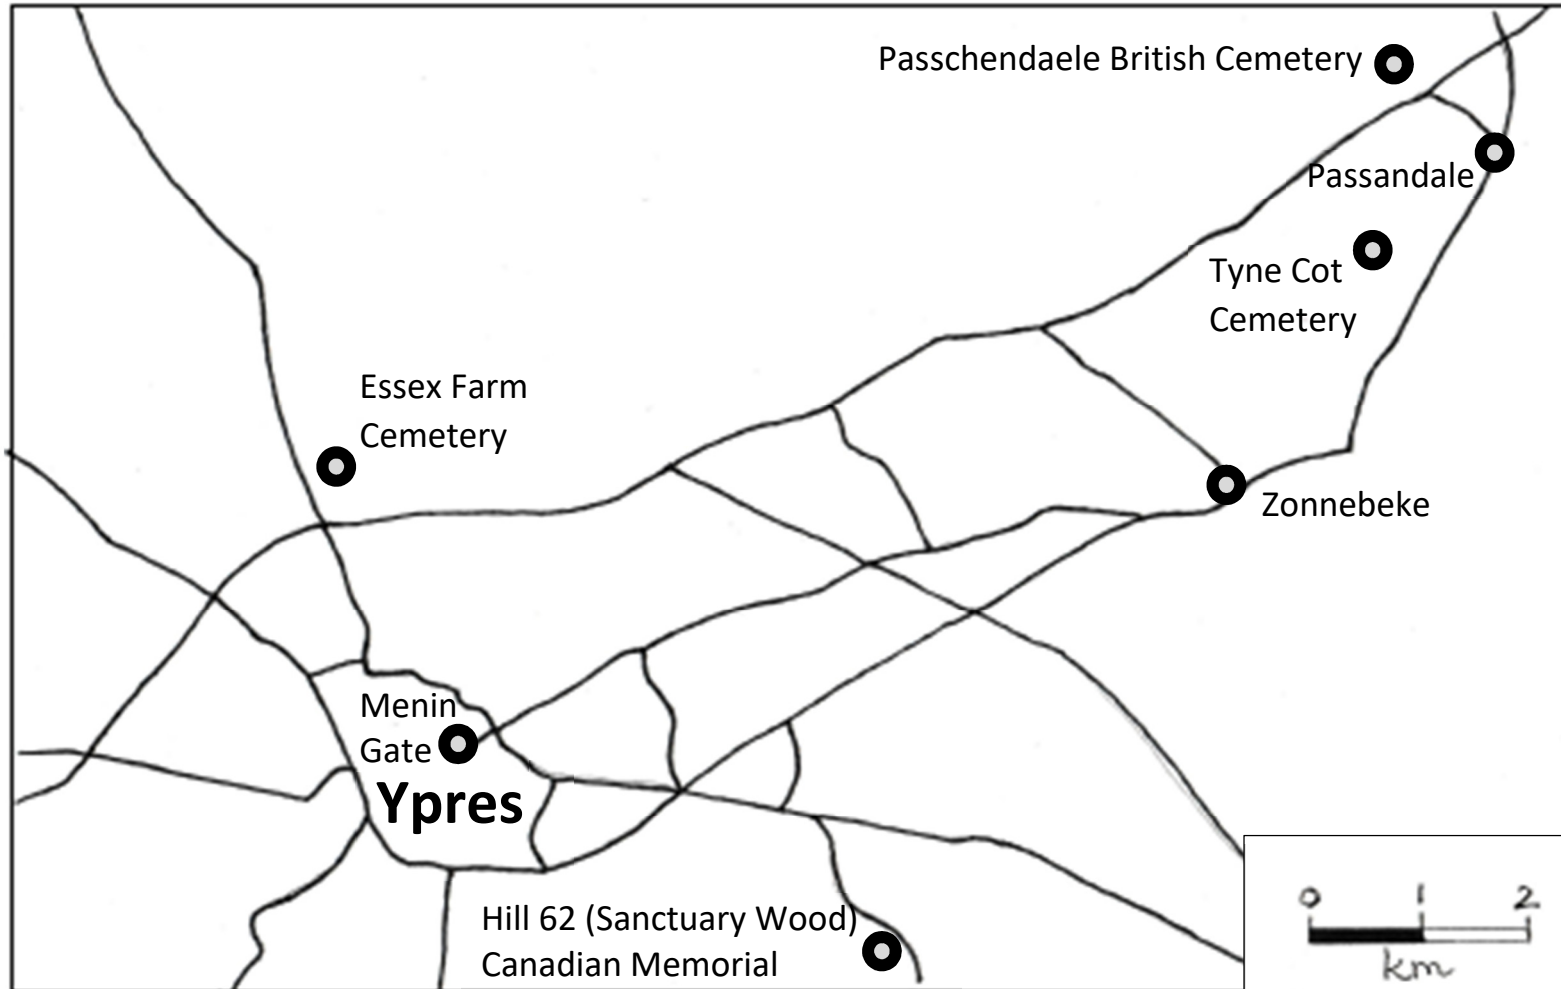 Passchendaele British Cemetery
Passandale
Tyne Cot
Cemetery
Essex Farm
Cemetery
Zonnebeke
Menin
Gate
Ypres
Hill 62 (Sanctuary Wood)
Canadian Memorial
0 1 2
km